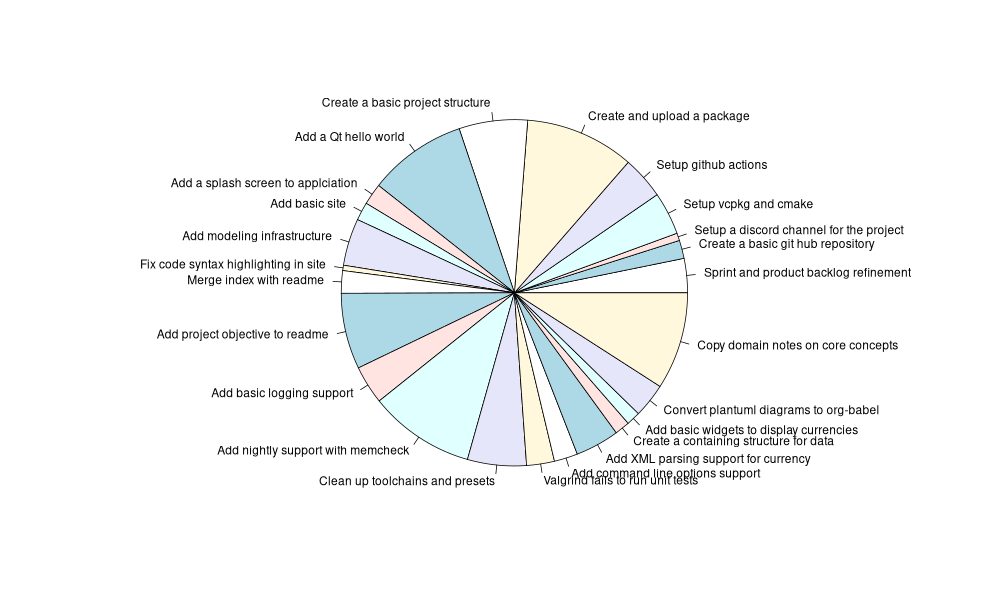 Create a basic project structure
Create and upload a package
Add a Qt hello world
Setup github actions
Add a splash screen to applciation
Add basic site
Setup vcpkg and cmake
Setup a discord channel for the project
Add modeling infrastructure
Create a basic git hub repository
Fix code syntax highlighting in site
Sprint and product backlog refinement
Merge index with readme
Add project objective to readme
Copy domain notes on core concepts
Add basic logging support
Convert plantuml diagrams to org-babel
Add basic widgets to display currencies
Create a containing structure for data
Add nightly support with memcheck
Add XML parsing support for currency
Add command line options support
Clean up toolchains and presets
Valgrind fails to run unit tests